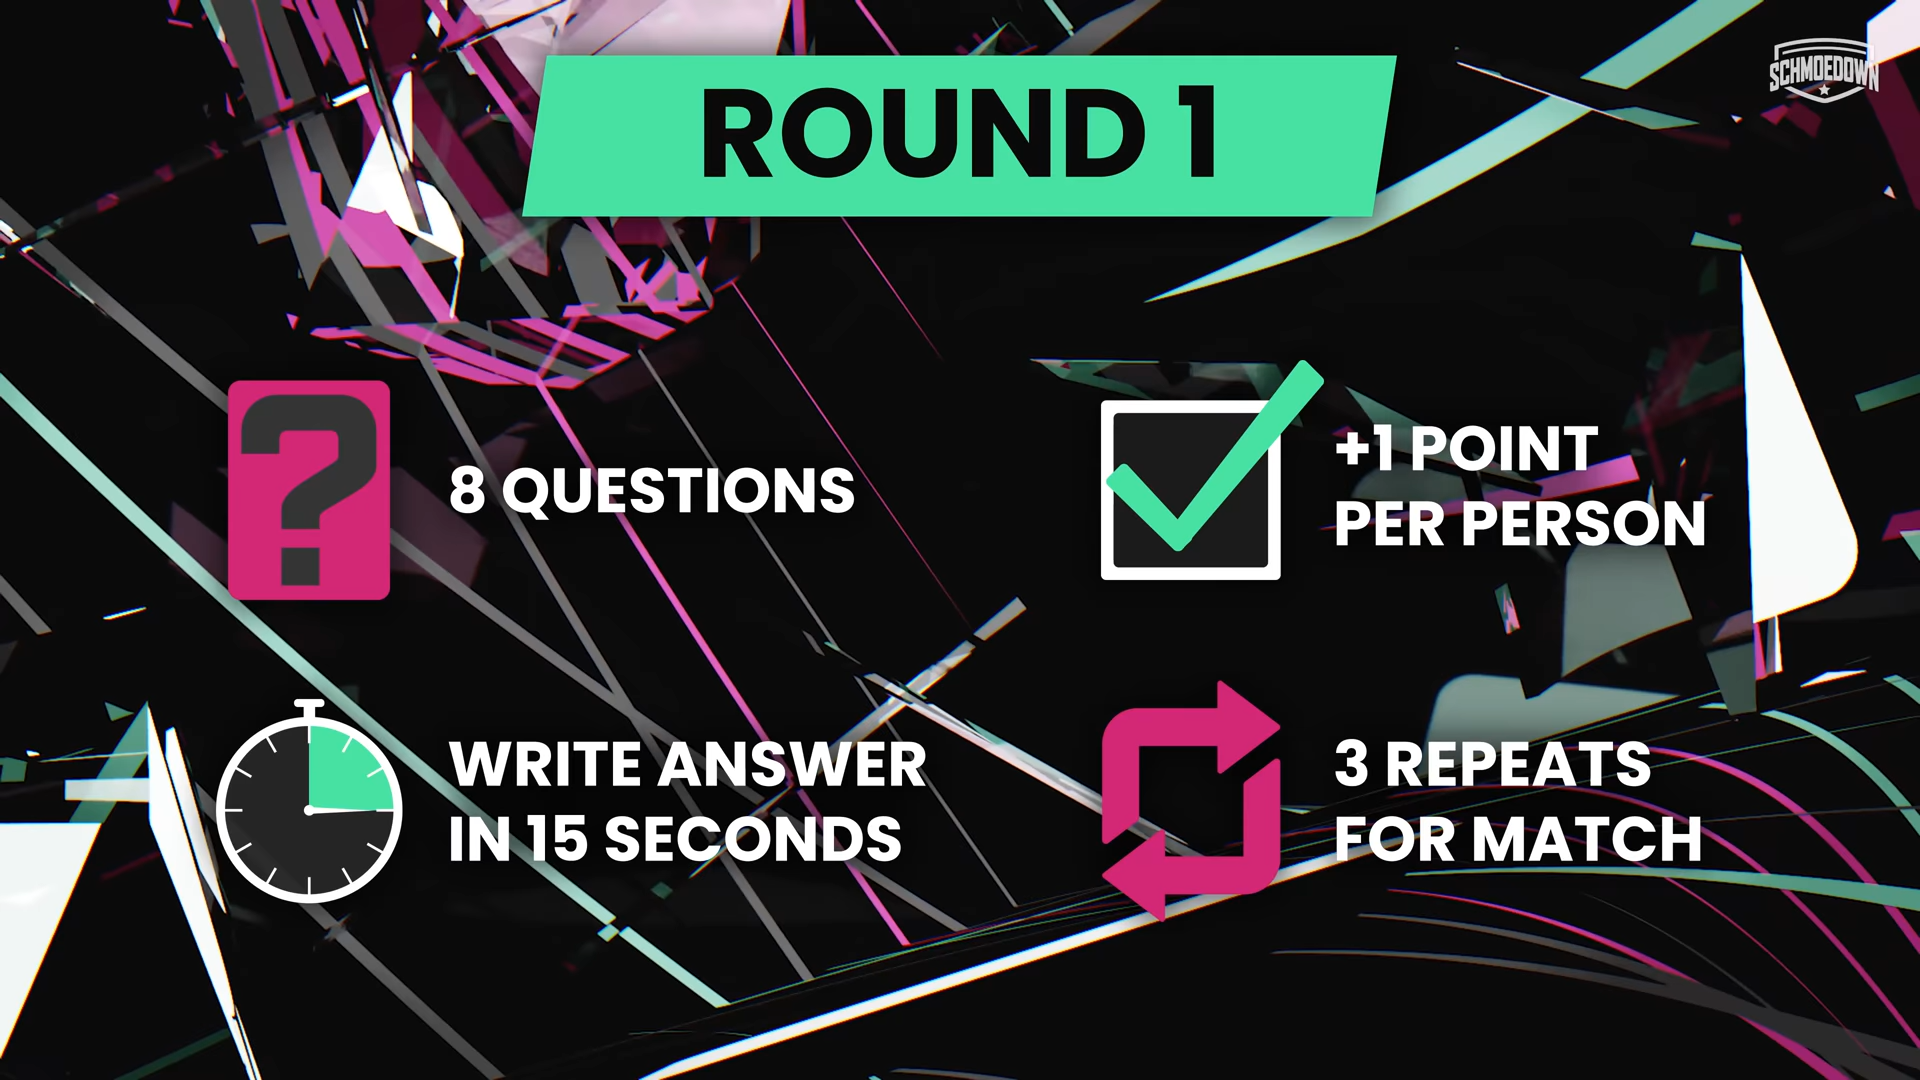 ROUND 1
SCHMOEDOWN
?
8 QUESTIONS
+1 POINT
PER PERSON
WRITE ANSWER
IN 15 SECONDS
3 REPEATS
FOR MATCH